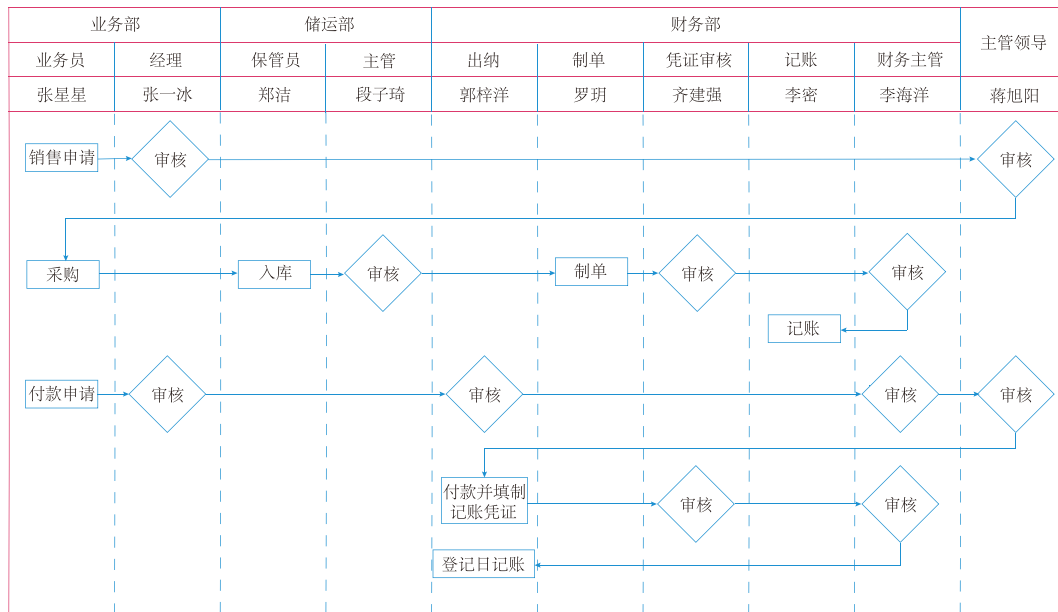 业务部 储运部 财务部 主管领导
业务员 经理 保管员 主管 出纳 制单 凭证审核 记账 财务主管
张星星 张一冰 郑洁 段子琦 郭梓洋 罗玥 齐建强 李密 李海洋 蒋旭阳
销售申请 审核 审核
采购 入库 审核 制单 审核 审核
记账
付款申请 审核 审核 审核 审核
付款并填制
记账凭证 审核 审核
登记日记账